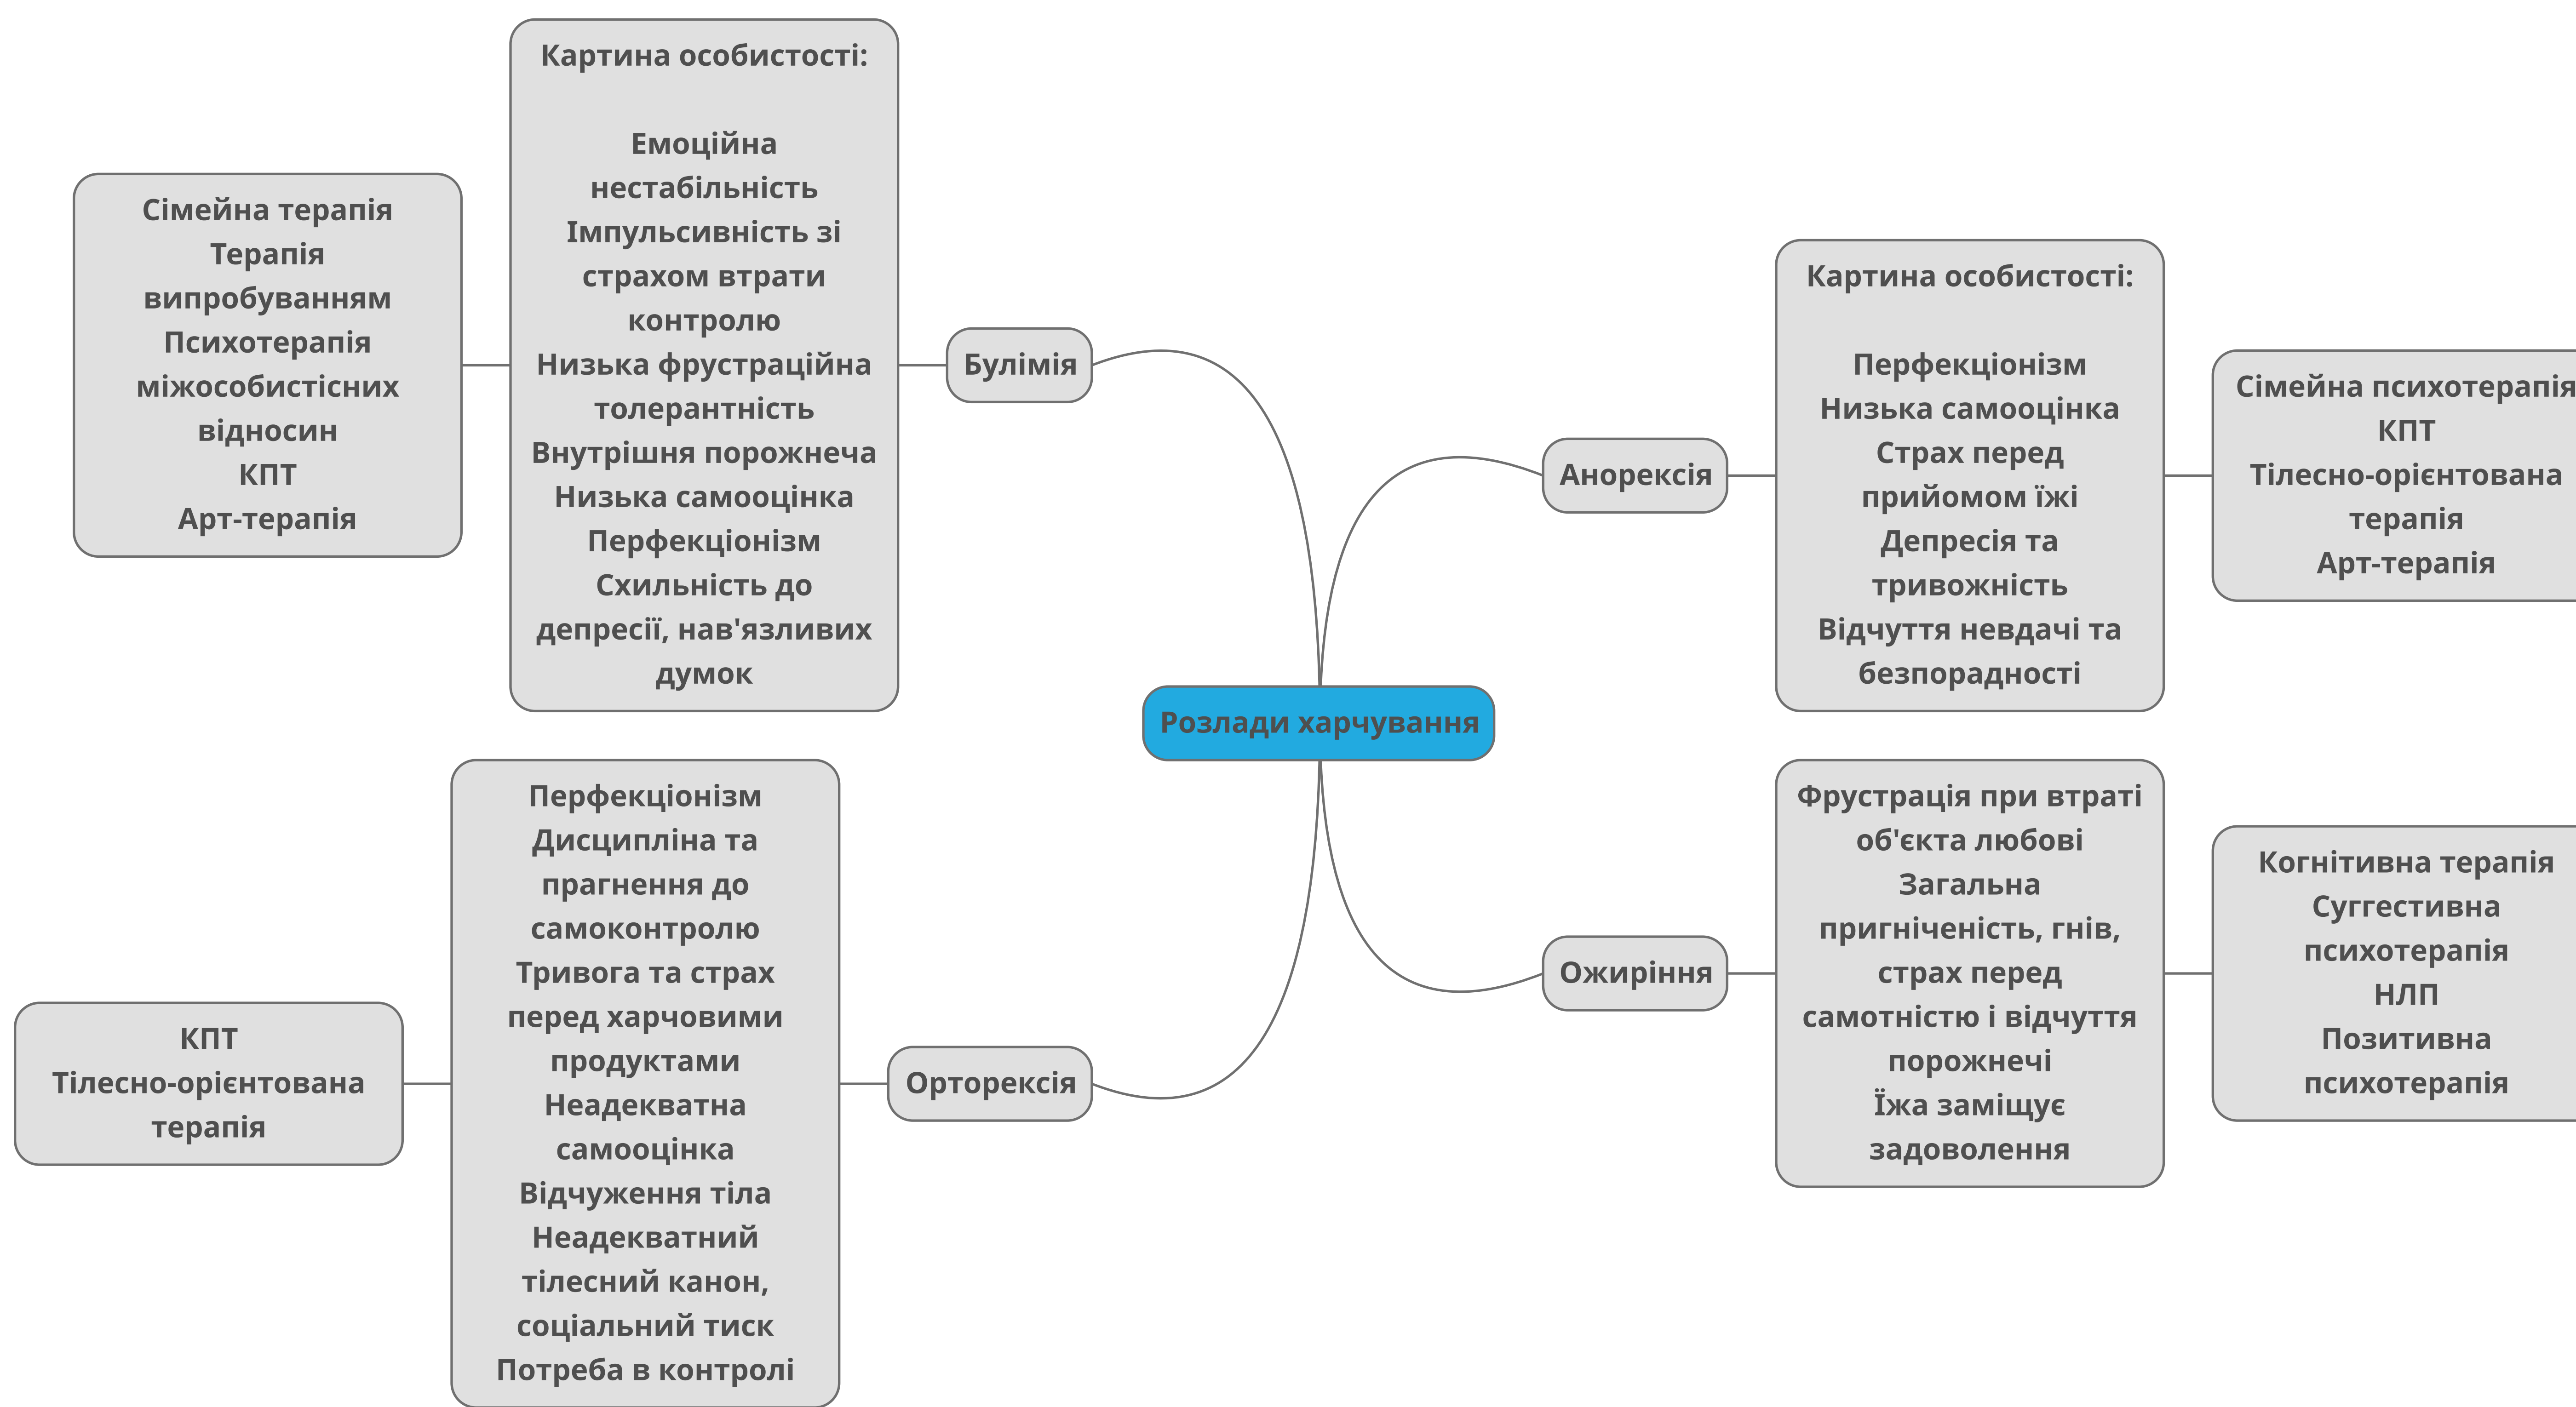 Картина особистості:
Емоційна
нестабільність
Імпульсивність зі
страхом втрати
контролю
Низька фрустраційна
толерантність
Внутрішня порожнеча
Низька самооцінка
Перфекціонізм
Схильність до
депресії, нав'язливих
думок
Сімейна терапія
Терапія
випробуванням
Психотерапія
міжособистісних
відносин
КПТ
Арт-терапія
Булімія
Анорексія
Картина особистості:
Перфекціонізм
Низька самооцінка
Страх перед
прийомом їжі
Депресія та
тривожність
Відчуття невдачі та
безпорадності
Сімейна психотерапія
КПТ
Тілесно-орієнтована
терапія
Арт-терапія
Розлади харчування
Перфекціонізм
Дисципліна та
прагнення до
самоконтролю
Тривога та страх
перед харчовими
продуктами
Неадекватна
самооцінка
Відчуження тіла
Неадекватний
тілесний канон,
соціальний тиск
Потреба в контролі
КПТ
Тілесно-орієнтована
терапія
Орторексія
Ожиріння
Фрустрація при втраті
об'єкта любові
Загальна
пригніченість, гнів,
страх перед
самотністю і відчуття
порожнечі
Їжа заміщує
задоволення
Когнітивна терапія
Суггестивна
психотерапія
НЛП
Позитивна
психотерапія